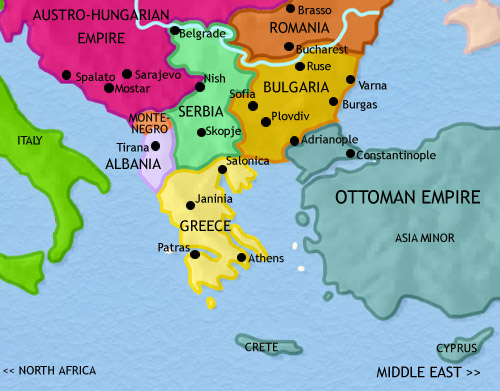 AUSTRO-HUNGARIAN
EMPIRE
Brasso
ROMANIA
Belgrade
Bucharest
Ruse
Spalato
Sarajevo
Mostar
Nish
BULGARIA
Varna
Sofia
Burgas
SERBIA
Plovdiv
MONTE-
NEGRO
Skopje
ITALY
Tirana
Adrianople
Constantinople
ALBANIA
Salonica
Janinia
OTTOMAN EMPIRE
GREECE
ASIA MINOR
Patras
Athens
CRETE
CYPRUS
<< NORTH AFRICA
MIDDLE EAST >>